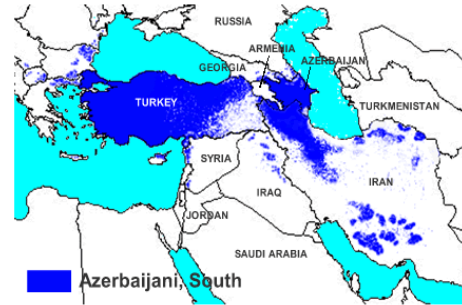 RUSSIA
ARMENIA
GEORGIA
AZERBAIJAN
TURKEY
TURKMENISTAN
SYRIA
IRAQ
IRAN
JORDAN
SAUDI ARABIA
Azerbaijani, South